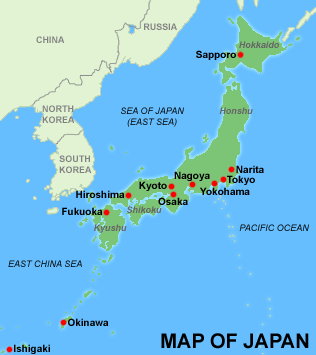 RUSSIA
CHINA
Hokkaido
Sapporo
NORTH
KOREA
SEA OF JAPAN
(EAST SEA)
Honshu
SOUTH
KOREA
Narita
Nagoya
Tokyo
Kyoto
Yokohama
Hiroshima
Osaka
Fukuoka
Shikoku
Kyushu
PACIFIC OCEAN
EAST CHINA SEA
Okinawa
MAP OF JAPAN
Ishigaki